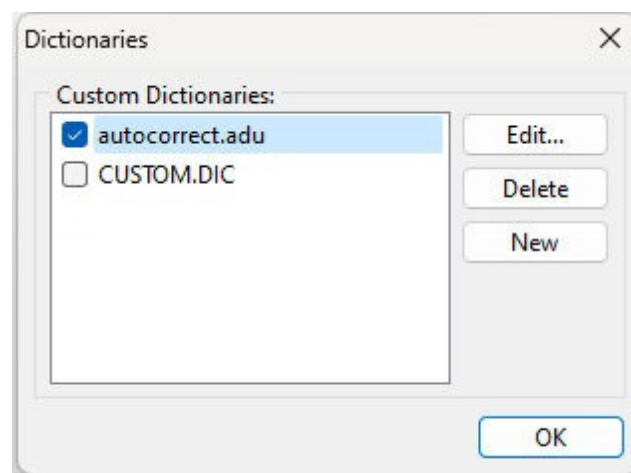 Dictionaries
Custom Dictionaries:
autocorrect.adu
CUSTOM.DIC
Edit...
Delete
New
OK